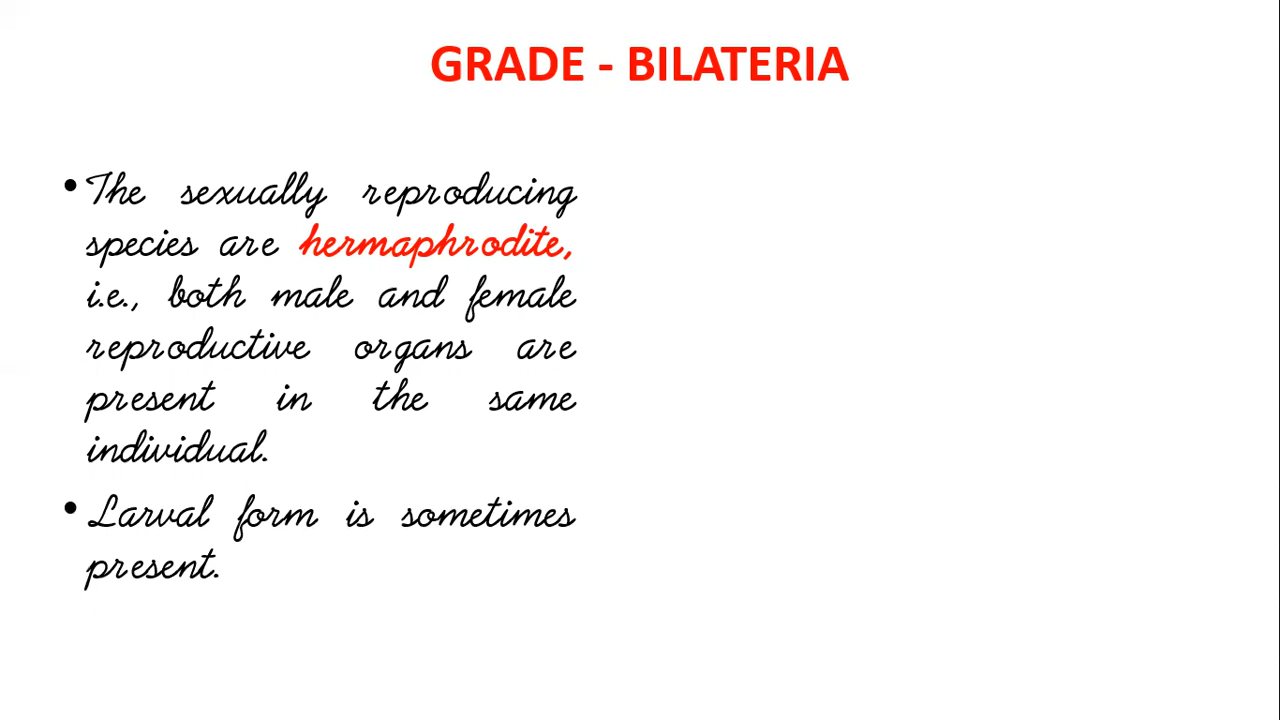 GRADE - BILATERIA
• The sexually reproducing
species are hermaphrodite,
i.e., both male and female
reproductive organs are
present in the same
individual.
• Larval form is sometimes
present.